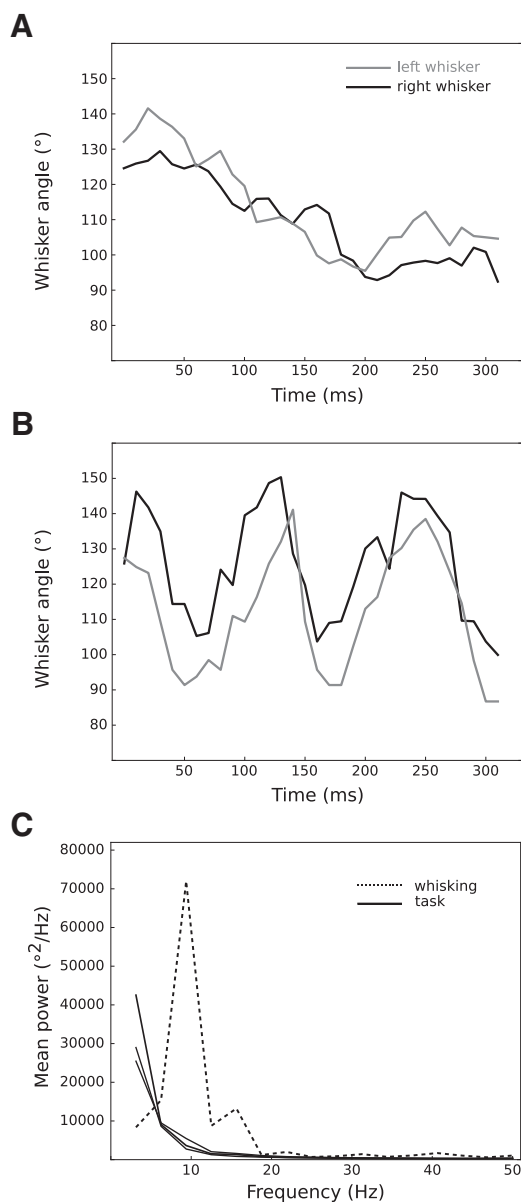 A
left whisker
right whisker
150
140
130
120
110
100
90
80
Whisker angle (°)
50 100 150 200 250 300
Time (ms)
B
150
140
130
120
110
100
90
80
Whisker angle (°)
50 100 150 200 250 300
Time (ms)
C
80000
70000
60000
50000
40000
30000
20000
10000
Mean power (°²/Hz)
whisking
task
10 20 30 40 50
Frequency (Hz)